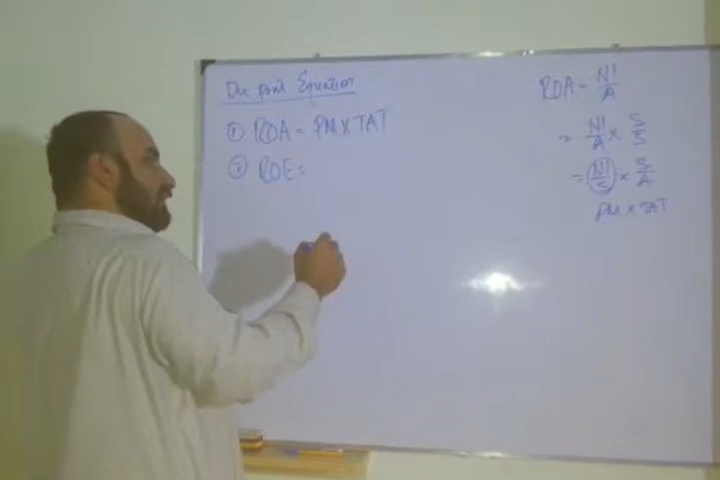 Du Pont Equation
① ROA = PM x TAT
② ROE =
ROA = NI/A
= NI/A x S/S
= NI/S x S/A
PM x TAT